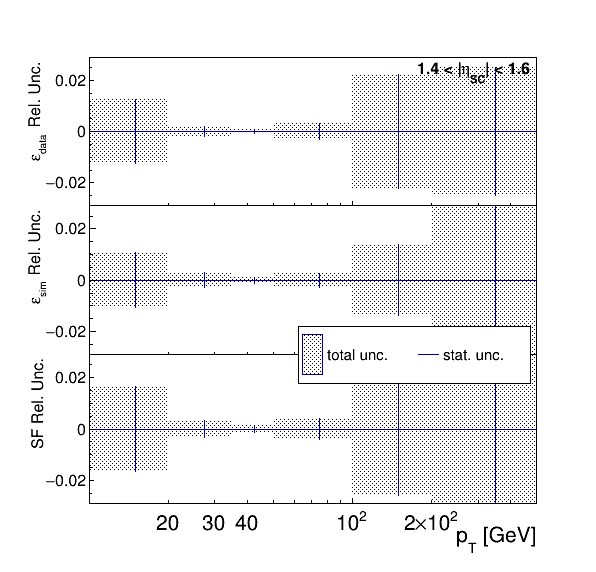 1.4 < |η_sc| < 1.6
ε_data Rel. Unc.
0.02
0
−0.02
ε_sim Rel. Unc.
0.02
0
−0.02
total unc. stat. unc.
SF Rel. Unc.
0.02
0
−0.02
20 30 40 10² 2×10²
p_T [GeV]